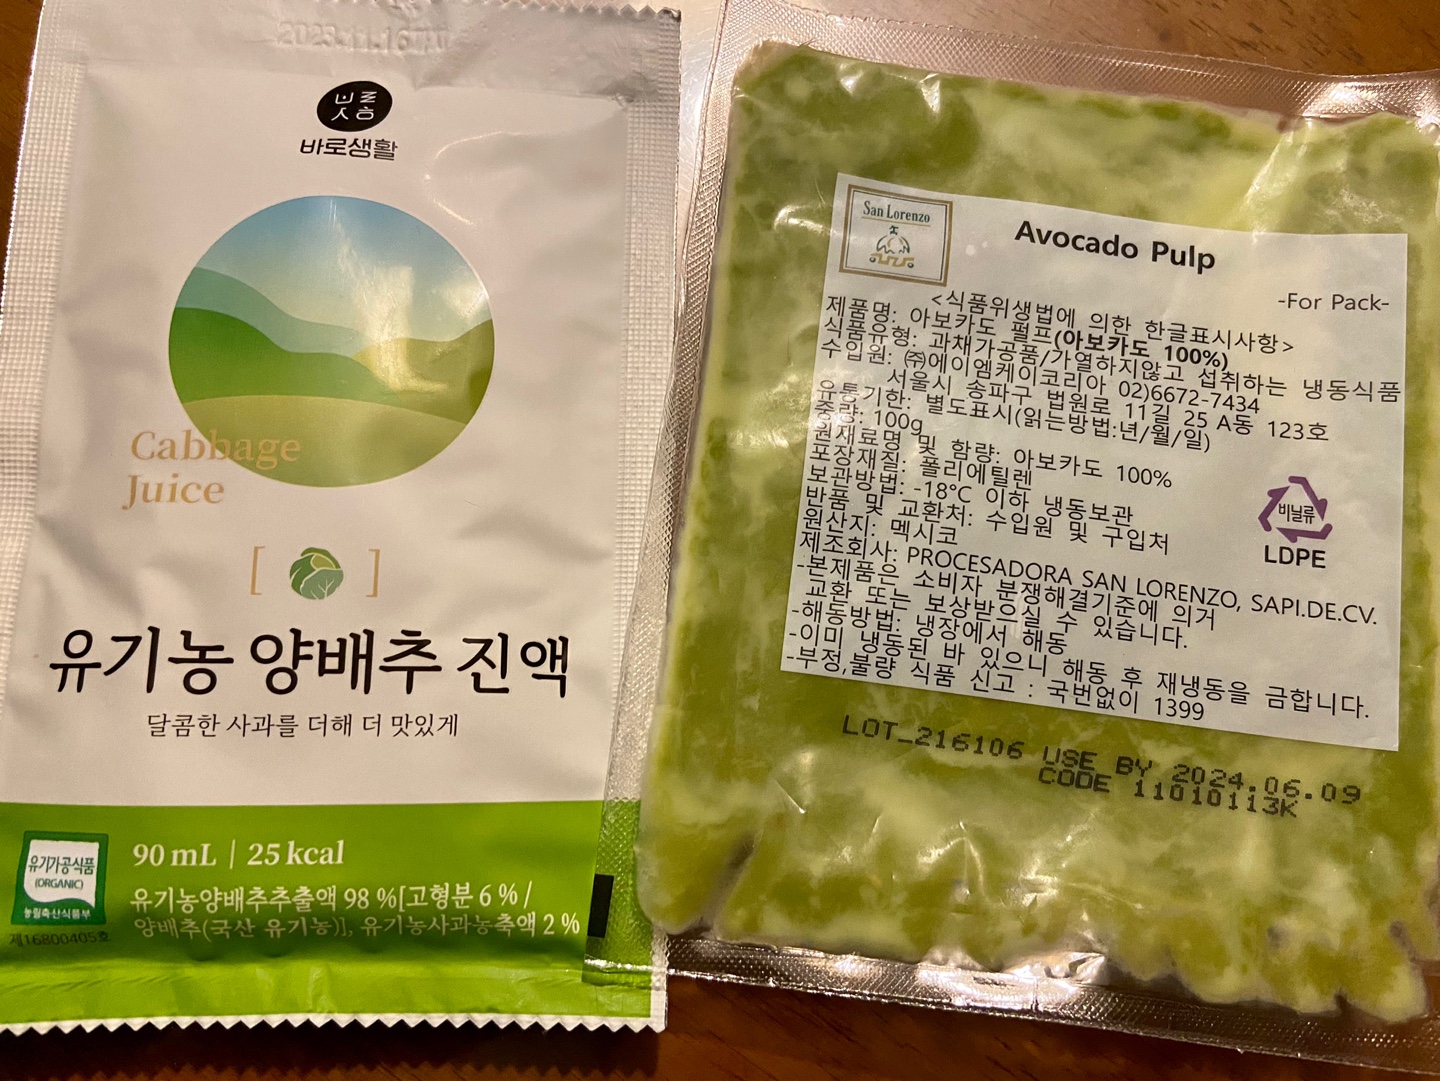 2023.11.16THU
바로생활
Cabbage
Juice
유기농 양배추 진액
달콤한 사과를 더해 더 맛있게
90 mL | 25 kcal
유기농양배추추출액 98 %[고형분 6 % /
양배추(국산 유기농)], 유기농사과농축액 2 %
유기가공식품
(ORGANIC)
농림축산식품부
제16800405호
San Lorenzo
Avocado Pulp
-For Pack-
<식품위생법에 의한 한글표시사항>
제품명: 아보카도 펄프(아보카도 100%)
식품유형: 과채가공품/가열하지않고 섭취하는 냉동식품
수입원: ㈜에이엠케이코리아 02)6672-7434
서울시 송파구 법원로 11길 25 A동 123호
유통기한: 별도표시(읽는방법:년/월/일)
중량: 100g
원재료명 및 함량: 아보카도 100%
포장재질: 폴리에틸렌
보관방법: -18°C 이하 냉동보관
반품 및 교환처: 수입원 및 구입처
원산지: 멕시코
제조회사: PROCESADORA SAN LORENZO, SAPI.DE.CV.
-본제품은 소비자 분쟁해결기준에 의거
교환 또는 보상받으실 수 있습니다.
-해동방법: 냉장에서 해동
-이미 냉동된 바 있으니 해동 후 재냉동을 금합니다.
-부정,불량 식품 신고 : 국번없이 1399
비닐류
LDPE
LOT_216106 USE BY 2024.06.09
CODE 11010113K